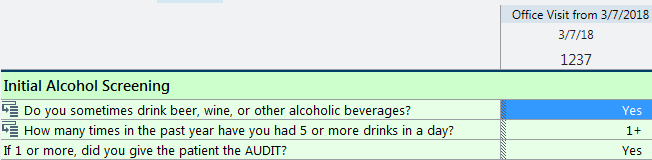 Office Visit from 3/7/2018
3/7/18
1237
Initial Alcohol Screening
Do you sometimes drink beer, wine, or other alcoholic beverages? Yes
How many times in the past year have you had 5 or more drinks in a day? 1+
If 1 or more, did you give the patient the AUDIT? Yes